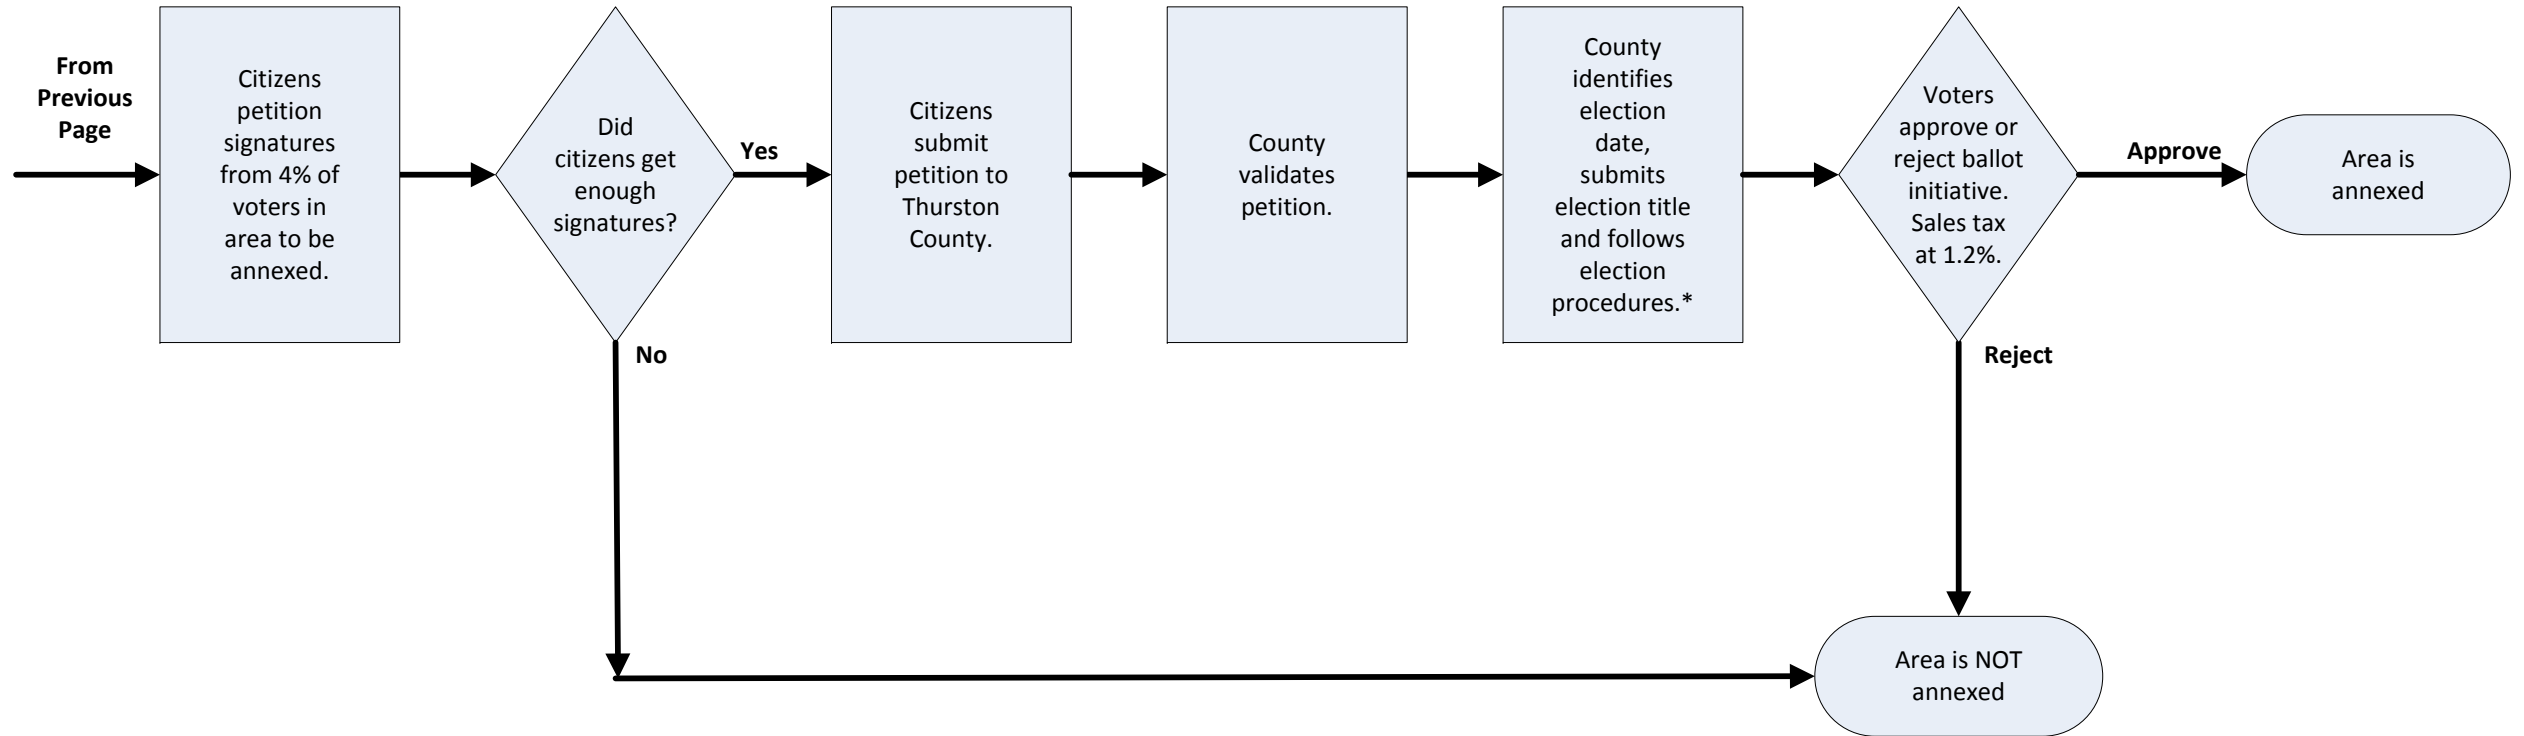 From
Previous
Page
Citizens
petition
signatures
from 4% of
voters in
area to be
annexed.
Did
citizens get
enough
signatures?
Yes
No
Citizens
submit
petition to
Thurston
County.
County
validates
petition.
County
identifies
election
date,
submits
election title
and follows
election
procedures.*
Voters
approve or
reject ballot
initiative.
Sales tax
at 1.2%.
Approve
Reject
Area is
annexed
Area is NOT
annexed